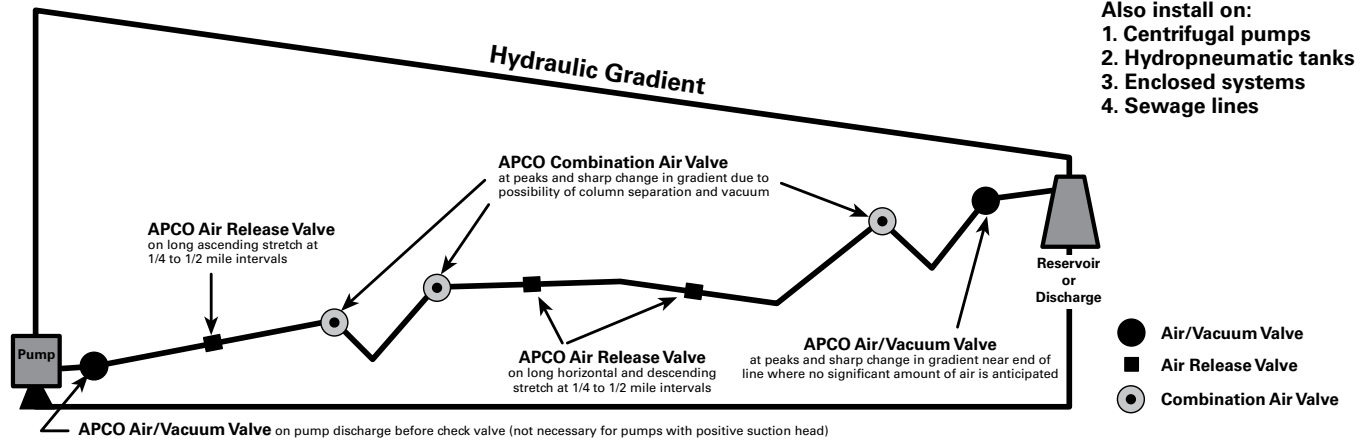 Also install on:
1. Centrifugal pumps
2. Hydropneumatic tanks
3. Enclosed systems
4. Sewage lines
Hydraulic Gradient
APCO Combination Air Valve
at peaks and sharp change in gradient due to
possibility of column separation and vacuum
APCO Air Release Valve
on long ascending stretch at
1/4 to 1/2 mile intervals
Reservoir
or
Discharge
Pump
APCO Air Release Valve
on long horizontal and descending
stretch at 1/4 to 1/2 mile intervals
APCO Air/Vacuum Valve
at peaks and sharp change in gradient near end of
line where no significant amount of air is anticipated
Air/Vacuum Valve
Air Release Valve
Combination Air Valve
APCO Air/Vacuum Valve on pump discharge before check valve (not necessary for pumps with positive suction head)